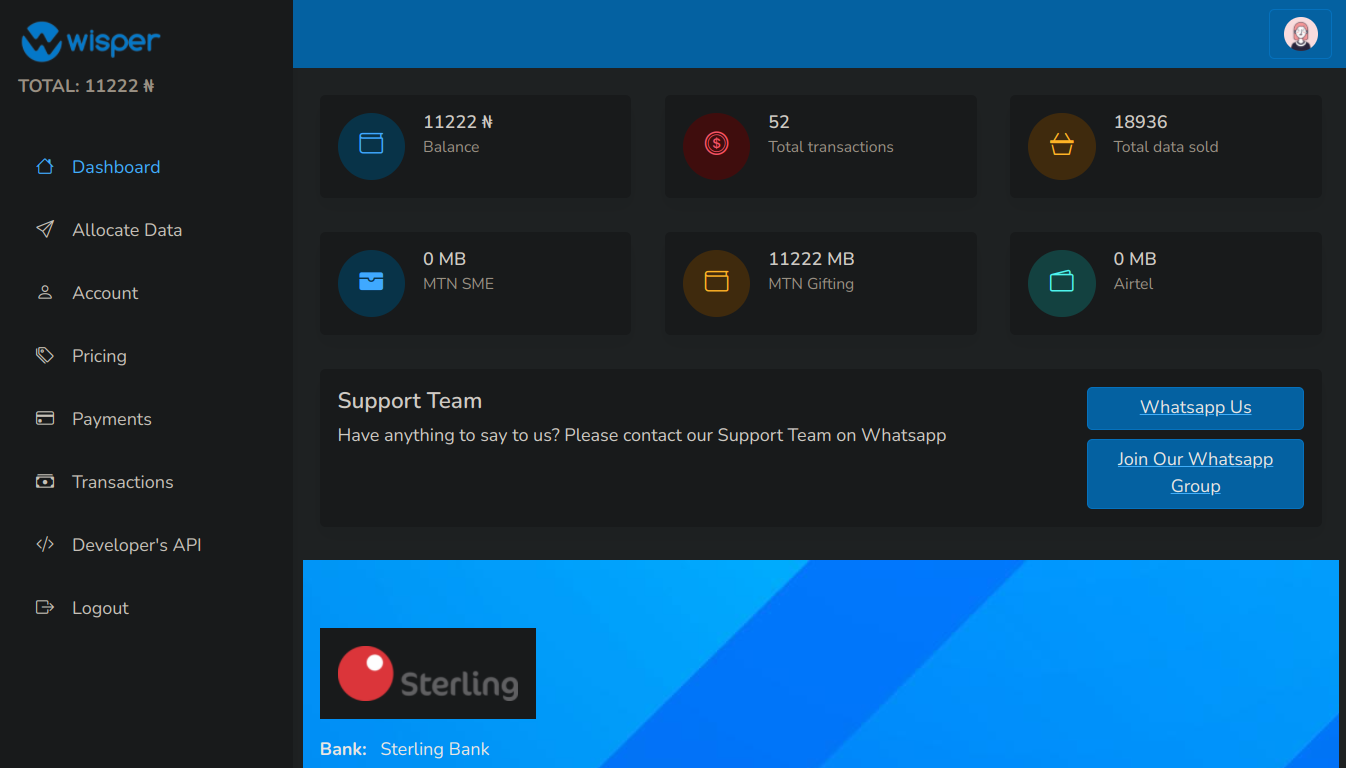 wisper
TOTAL: 11222 ₦
Dashboard
Allocate Data
Account
Pricing
Payments
Transactions
Developer's API
Logout
11222 ₦
Balance
52
Total transactions
18936
Total data sold
0 MB
MTN SME
11222 MB
MTN Gifting
0 MB
Airtel
Support Team
Have anything to say to us? Please contact our Support Team on Whatsapp
Whatsapp Us
Join Our Whatsapp
Group
Sterling
Bank: Sterling Bank